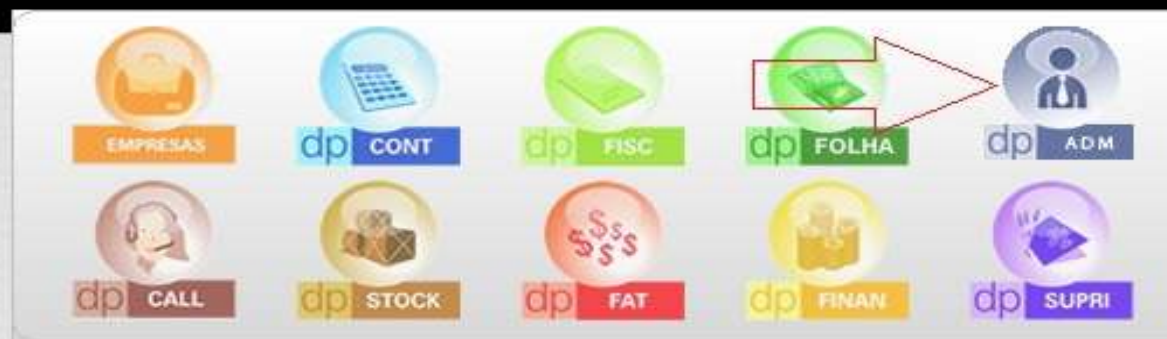 EMPRESAS
dp CONT
dp FISC
dp FOLHA
dp ADM
dp CALL
dp STOCK
$ $ $ $ $ $
dp FAT
dp FINAN
dp SUPRI